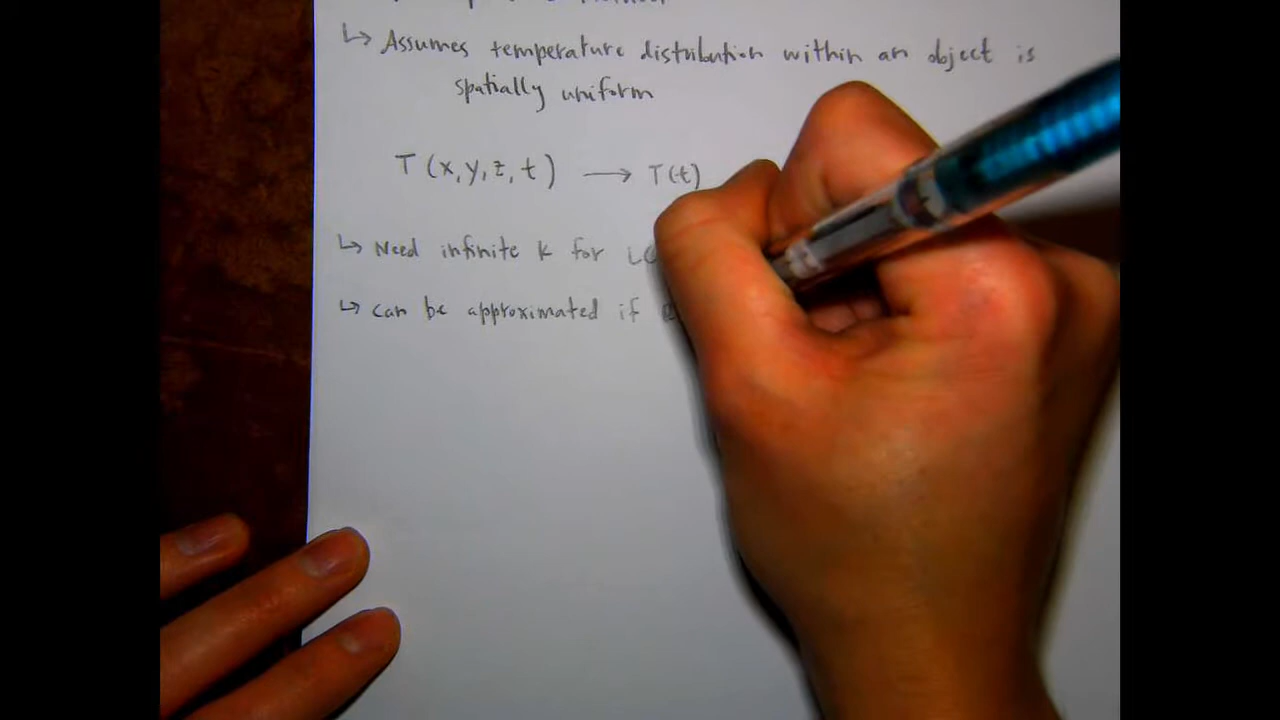 ↳ Assumes temperature distribution within an object is
spatially uniform
T(x,y,z,t) → T(t)
↳ Need infinite k for
↳ can be approximated if